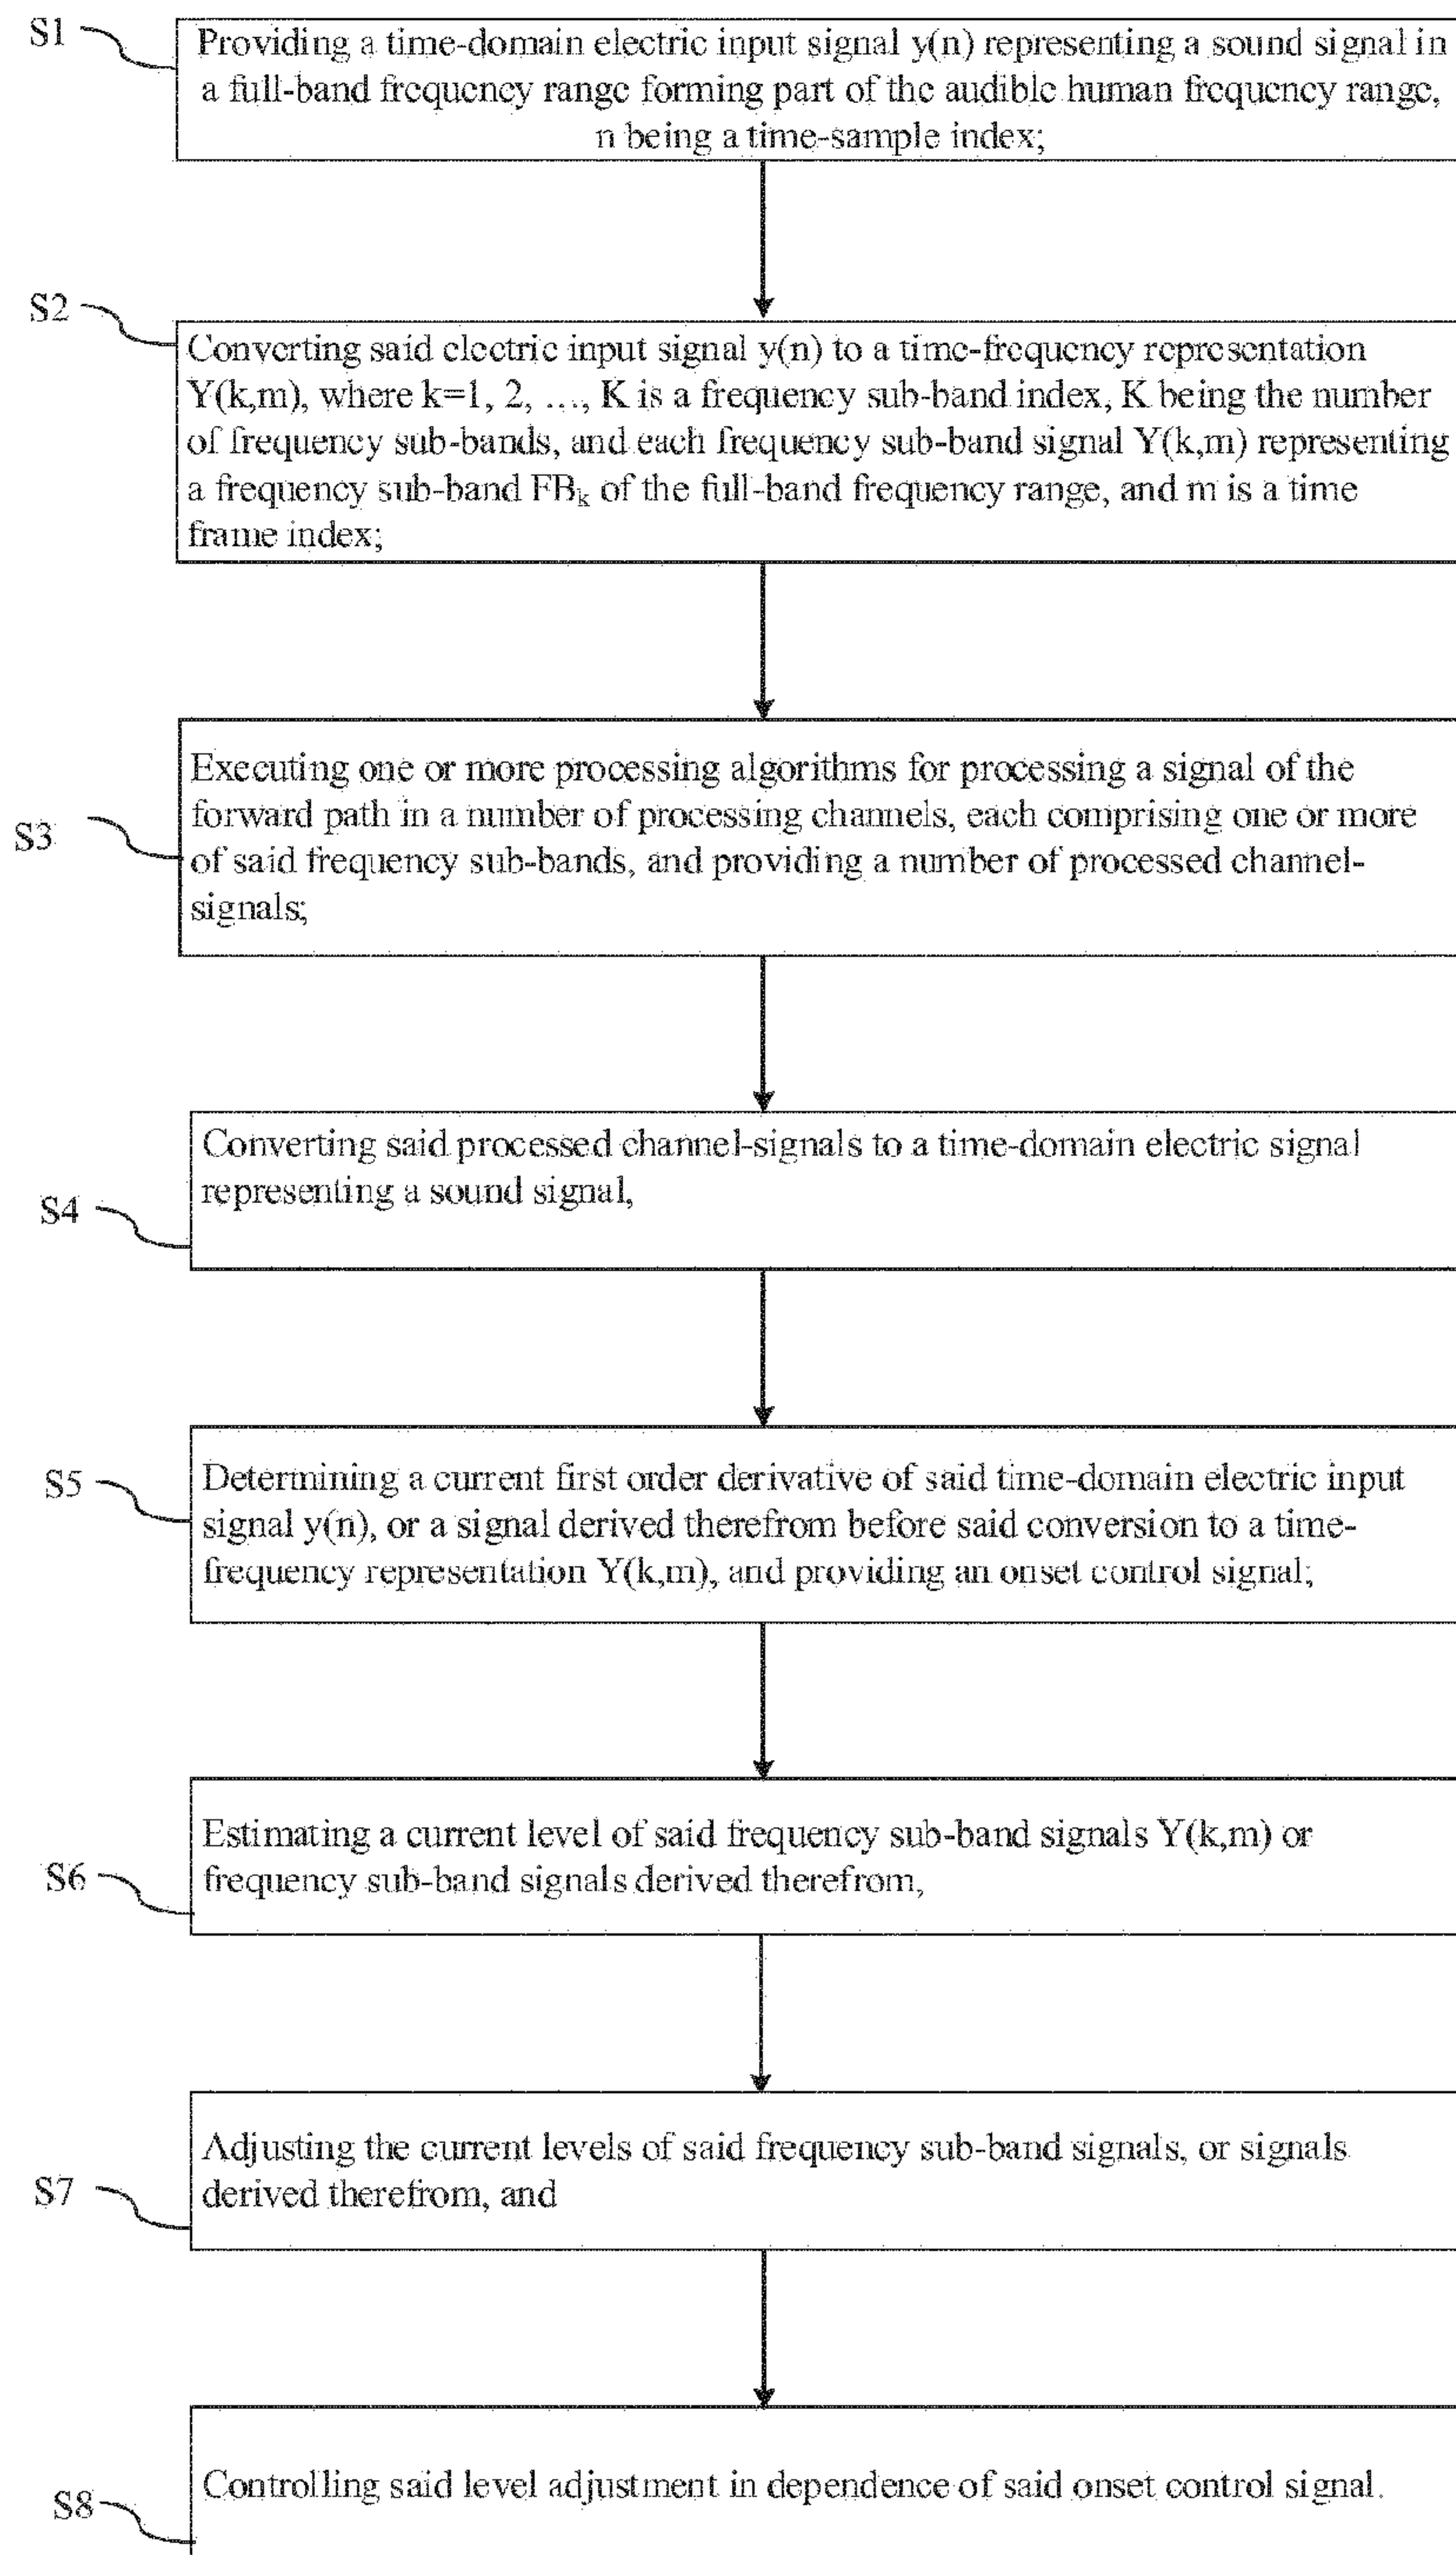 S1
Providing a time-domain electric input signal y(n) representing a sound signal in
a full-band frequency range forming part of the audible human frequency range,
n being a time-sample index;
S2
Converting said electric input signal y(n) to a time-frequency representation
Y(k,m), where k=1, 2, ..., K is a frequency sub-band index, K being the number
of frequency sub-bands, and each frequency sub-band signal Y(k,m) representing
a frequency sub-band FBk of the full-band frequency range, and m is a time
frame index;
S3
Executing one or more processing algorithms for processing a signal of the
forward path in a number of processing channels, each comprising one or more
of said frequency sub-bands, and providing a number of processed channel-
signals;
S4
Converting said processed channel-signals to a time-domain electric signal
representing a sound signal,
S5
Determining a current first order derivative of said time-domain electric input
signal y(n), or a signal derived therefrom before said conversion to a time-
frequency representation Y(k,m), and providing an onset control signal;
S6
Estimating a current level of said frequency sub-band signals Y(k,m) or
frequency sub-band signals derived therefrom,
S7
Adjusting the current levels of said frequency sub-band signals, or signals
derived therefrom, and
S8
Controlling said level adjustment in dependence of said onset control signal.